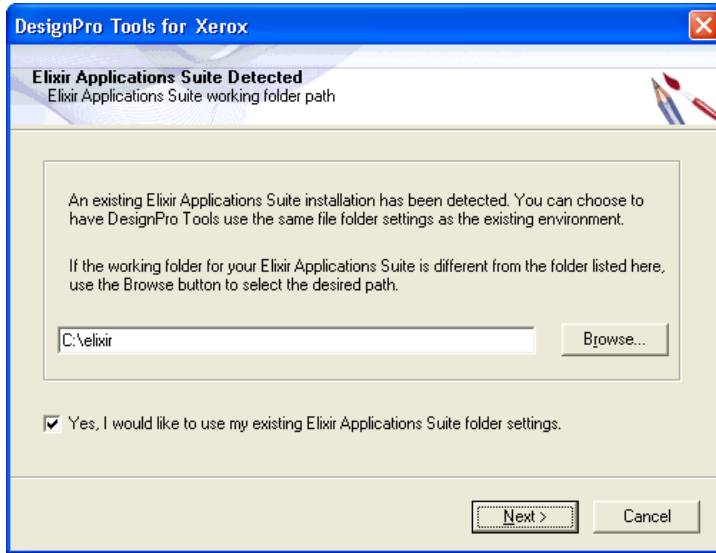 DesignPro Tools for Xerox
Elixir Applications Suite Detected
Elixir Applications Suite working folder path
An existing Elixir Applications Suite installation has been detected. You can choose to
have DesignPro Tools use the same file folder settings as the existing environment.
If the working folder for your Elixir Applications Suite is different from the folder listed here,
use the Browse button to select the desired path.
C:\elixir
Browse...
Yes, I would like to use my existing Elixir Applications Suite folder settings.
Next >
Cancel